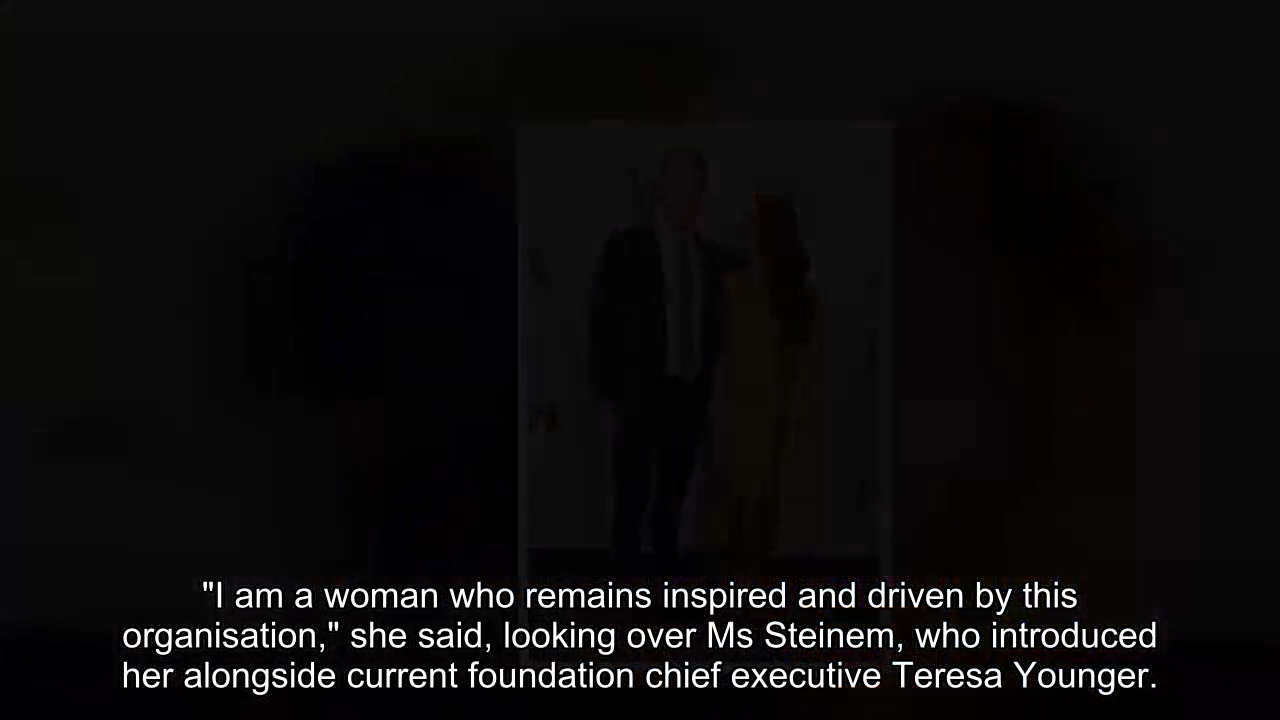 "I am a woman who remains inspired and driven by this
organisation," she said, looking over Ms Steinem, who introduced
her alongside current foundation chief executive Teresa Younger.